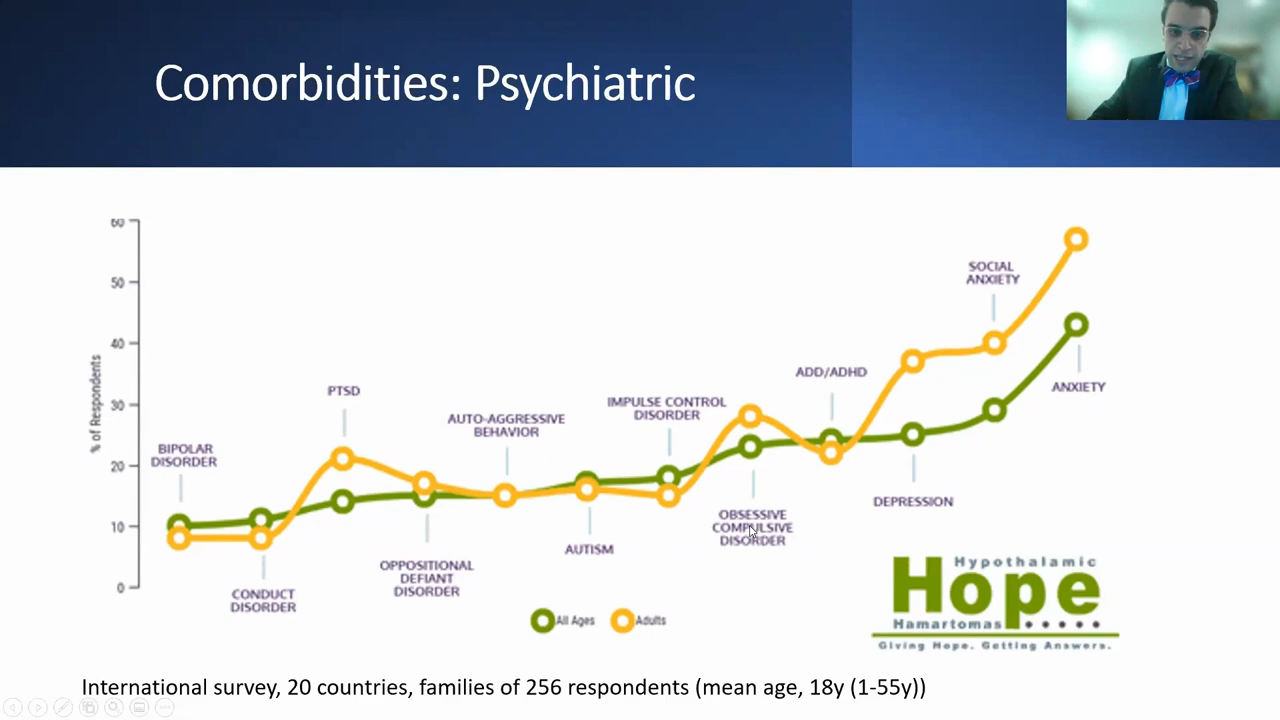 Comorbidities: Psychiatric
60
50
40
30
20
10
0
% of Respondents
BIPOLAR
DISORDER
CONDUCT
DISORDER
PTSD
OPPOSITIONAL
DEFIANT
DISORDER
AUTO-AGGRESSIVE
BEHAVIOR
AUTISM
IMPULSE CONTROL
DISORDER
OBSESSIVE
COMPULSIVE
DISORDER
ADD/ADHD
DEPRESSION
SOCIAL
ANXIETY
ANXIETY
All Ages
Adults
Hypothalamic
Hope
Hamartomas
Giving Hope. Getting Answers.
International survey, 20 countries, families of 256 respondents (mean age, 18y (1-55y))